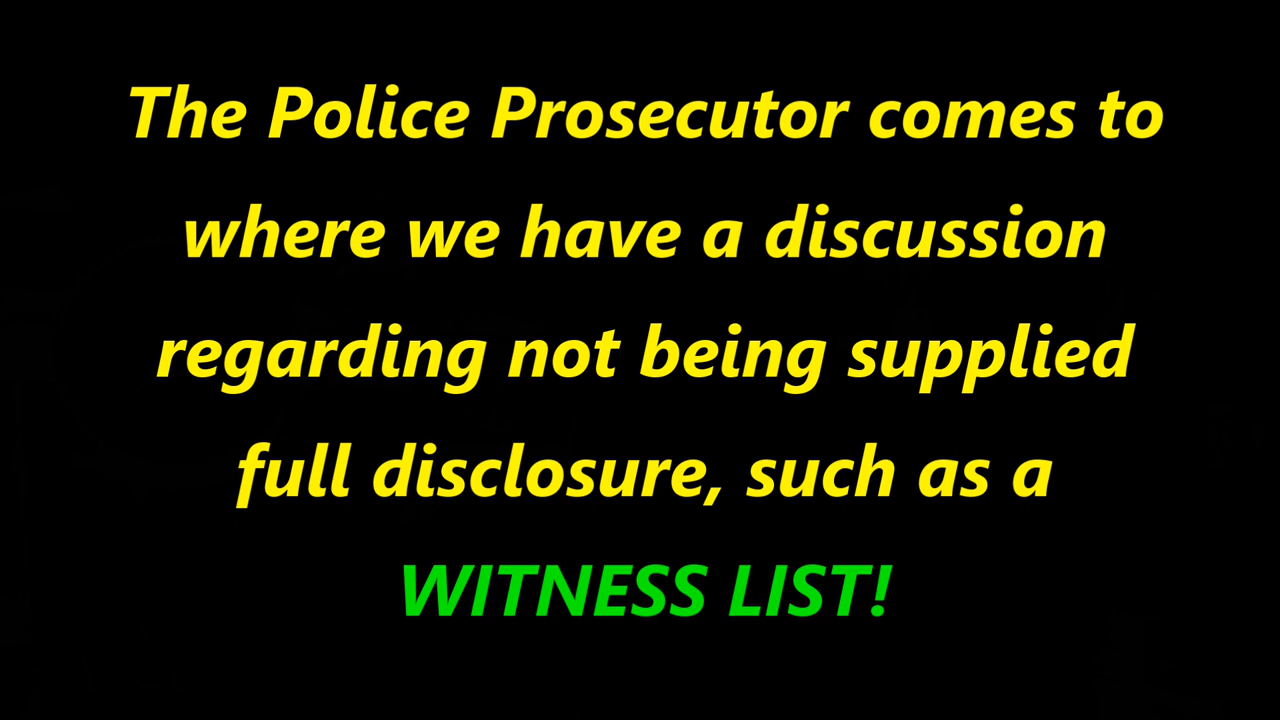 The Police Prosecutor comes to
where we have a discussion
regarding not being supplied
full disclosure, such as a
WITNESS LIST!